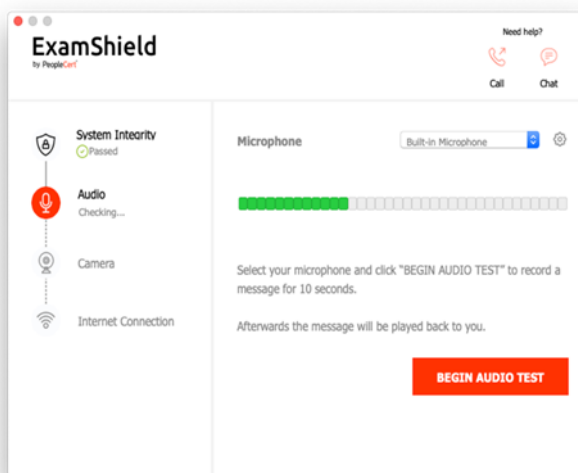 ExamShield
by PeopleCert
Need help?
Call
Chat
System Integrity
Passed
Audio
Checking...
Camera
Internet Connection
Microphone
Built-in Microphone
Select your microphone and click "BEGIN AUDIO TEST" to record a
message for 10 seconds.
Afterwards the message will be played back to you.
BEGIN AUDIO TEST